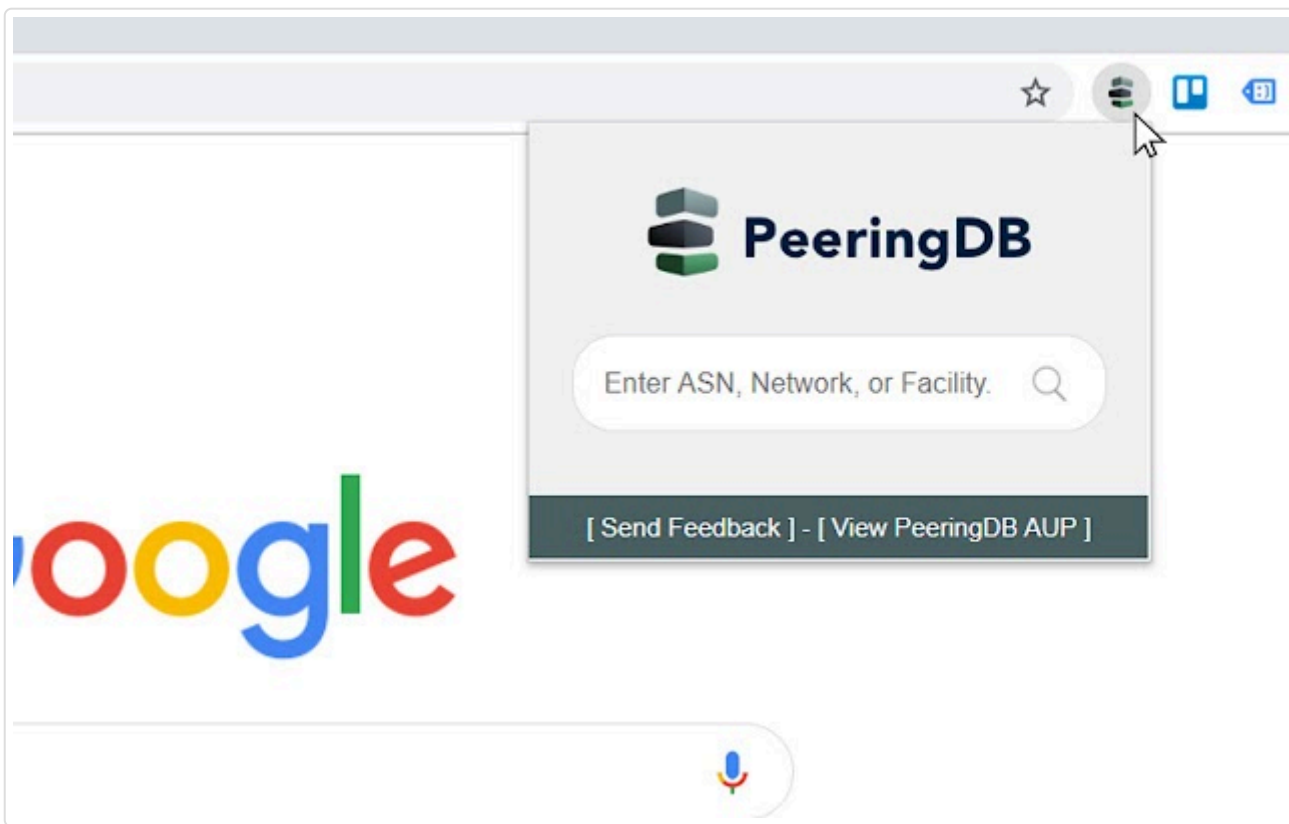 PeeringDB
Enter ASN, Network, or Facility.
[ Send Feedback ] - [ View PeeringDB AUP ]
oogle